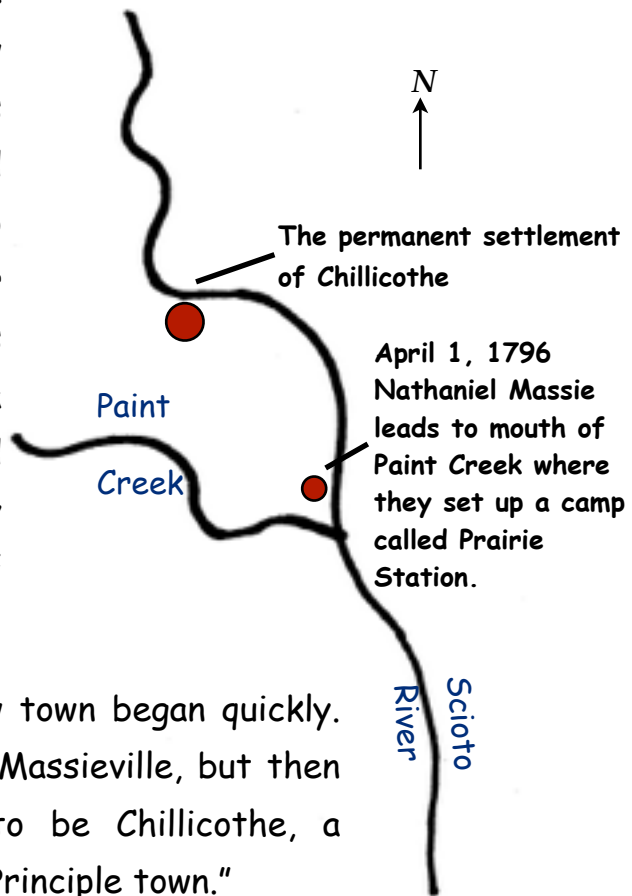 N
The permanent settlement
of Chillicothe
April 1, 1796
Nathaniel Massie
leads to mouth of
Paint Creek where
they set up a camp
called Prairie
Station.
Paint
Creek
Scioto
River
town began quickly.
Massieville, but then
to be Chillicothe, a
Principle town.”